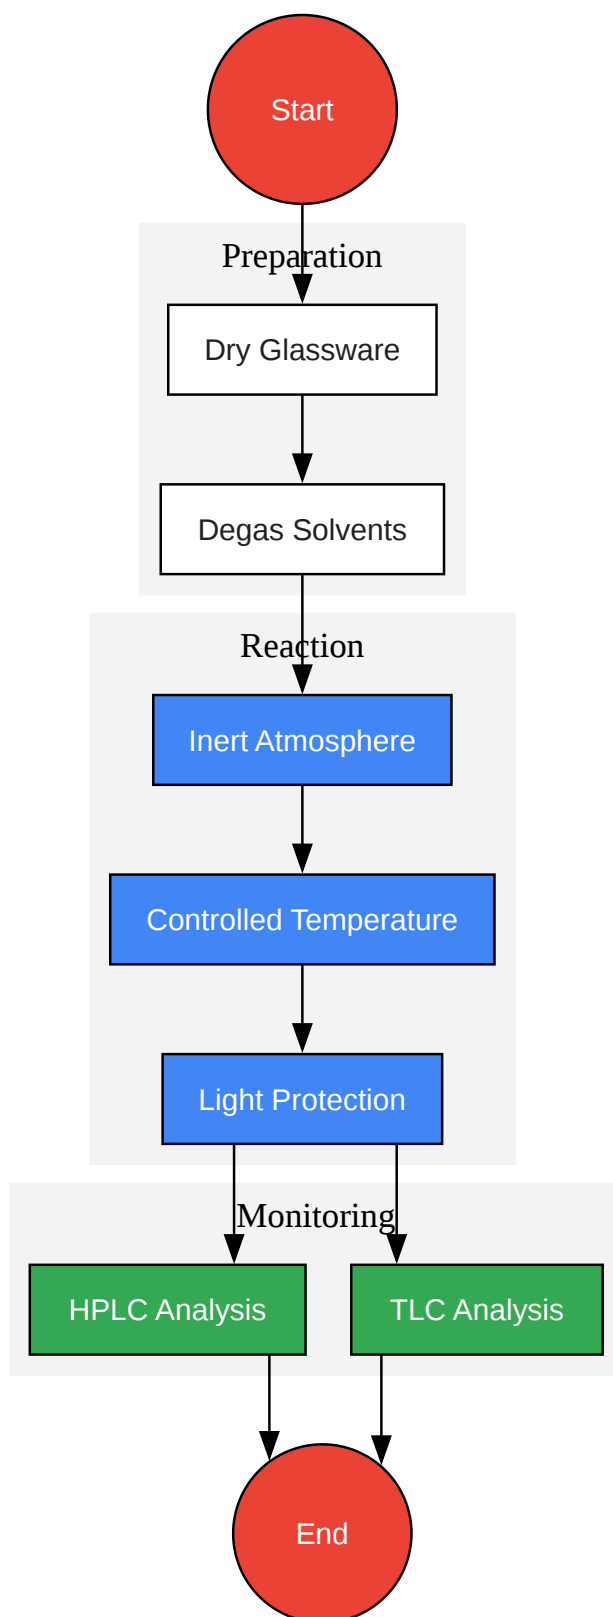 Start
Preparation
Dry Glassware
Degas Solvents
Reaction
Inert Atmosphere
Controlled Temperature
Light Protection
Monitoring
HPLC Analysis
TLC Analysis
End